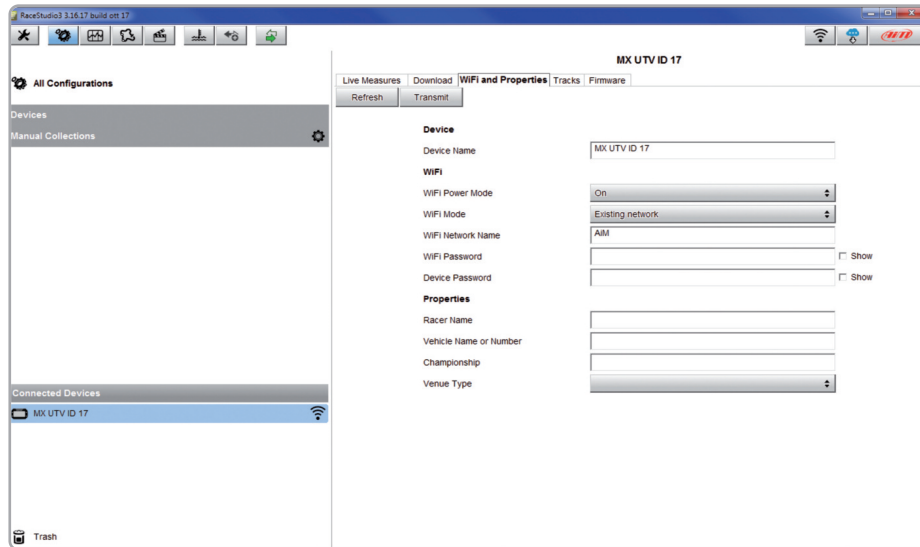 RaceStudio3 3.16.17 build ott 17
AiM
MX UTV ID 17
All Configurations
Devices
Manual Collections
Live Measures Download WiFi and Properties Tracks Firmware
Refresh Transmit
Device
Device Name MX UTV ID 17
WiFi
WiFi Power Mode On
WiFi Mode Existing network
WiFi Network Name AiM
WiFi Password Show
Device Password Show
Properties
Racer Name
Vehicle Name or Number
Championship
Venue Type
Connected Devices
MX UTV ID 17
Trash